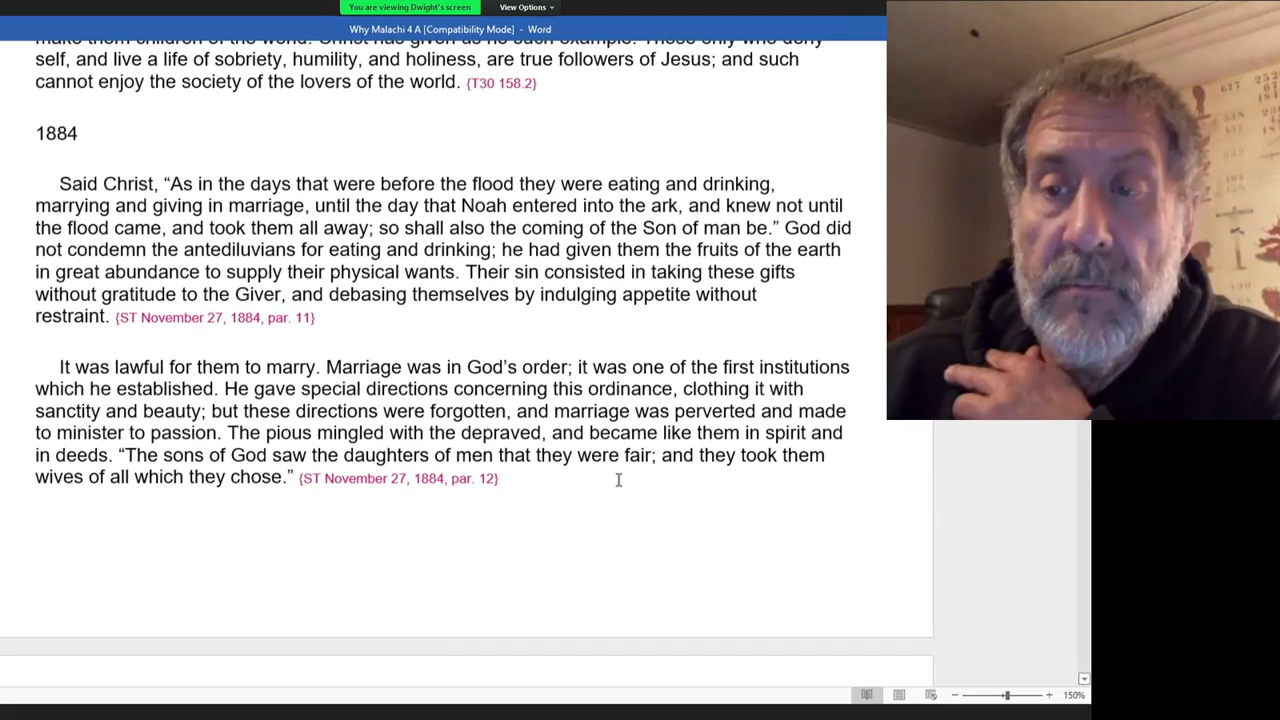 You are viewing Dwight's screen
View Options
Why Malachi 4 A [Compatibility Mode] - Word
self, and live a life of sobriety, humility, and holiness, are true followers of Jesus; and such
cannot enjoy the society of the lovers of the world. {T30 158.2}
1884
Said Christ, “As in the days that were before the flood they were eating and drinking,
marrying and giving in marriage, until the day that Noah entered into the ark, and knew not until
the flood came, and took them all away; so shall also the coming of the Son of man be.” God did
not condemn the antediluvians for eating and drinking; he had given them the fruits of the earth
in great abundance to supply their physical wants. Their sin consisted in taking these gifts
without gratitude to the Giver, and debasing themselves by indulging appetite without
restraint. {ST November 27, 1884, par. 11}
It was lawful for them to marry. Marriage was in God’s order; it was one of the first institutions
which he established. He gave special directions concerning this ordinance, clothing it with
sanctity and beauty; but these directions were forgotten, and marriage was perverted and made
to minister to passion. The pious mingled with the depraved, and became like them in spirit and
in deeds. “The sons of God saw the daughters of men that they were fair; and they took them
wives of all which they chose.” {ST November 27, 1884, par. 12}
150%
677